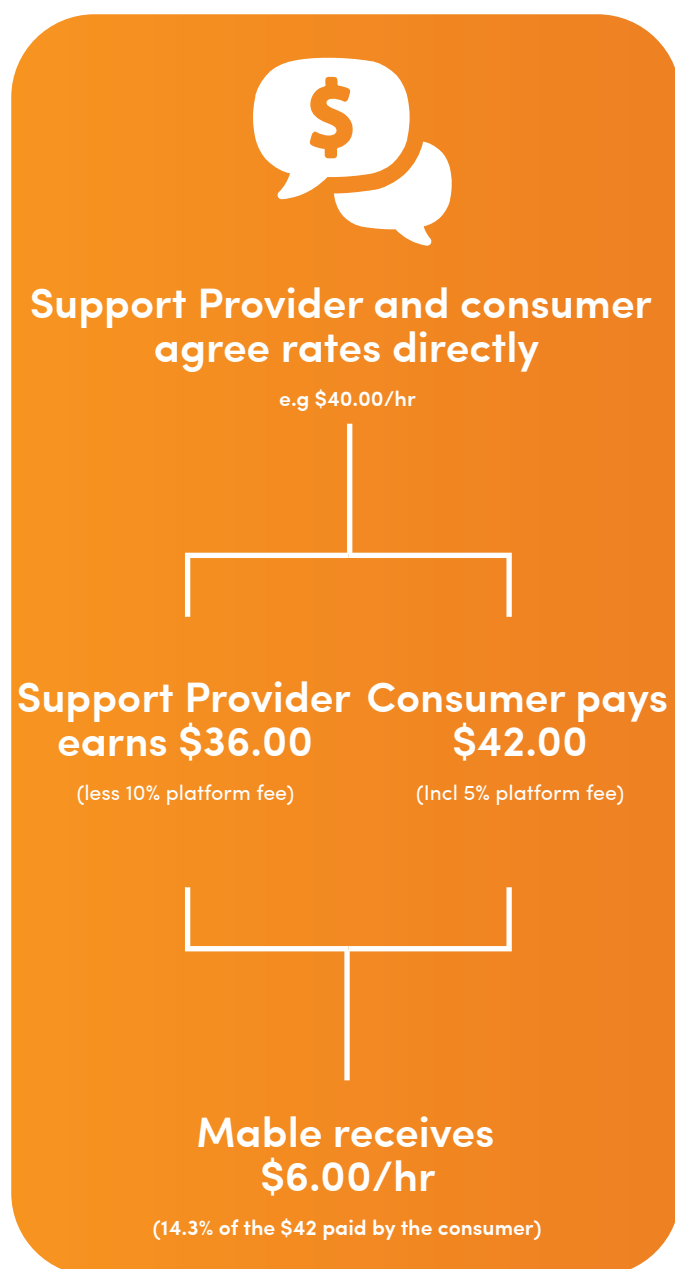 $
Support Provider and consumer
agree rates directly
e.g $40.00/hr
Support Provider
earns $36.00
(less 10% platform fee)
Consumer pays
$42.00
(Incl 5% platform fee)
Mable receives
$6.00/hr
(14.3% of the $42 paid by the consumer)